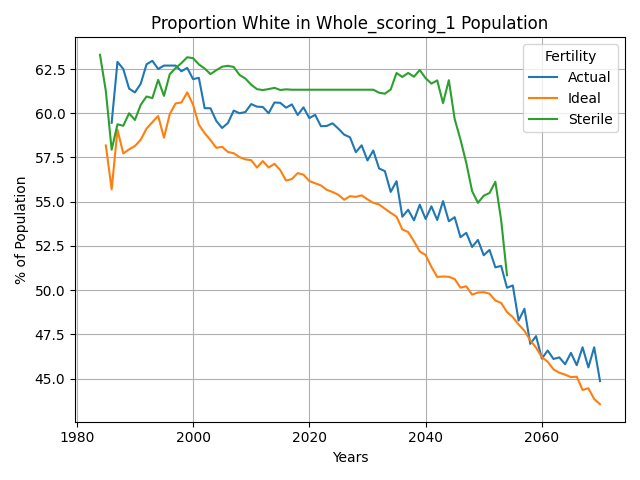 Proportion White in Whole_scoring_1 Population
Fertility
Actual
Ideal
Sterile
% of Population
62.5
60.0
57.5
55.0
52.5
50.0
47.5
45.0
1980
2000
2020
2040
2060
Years